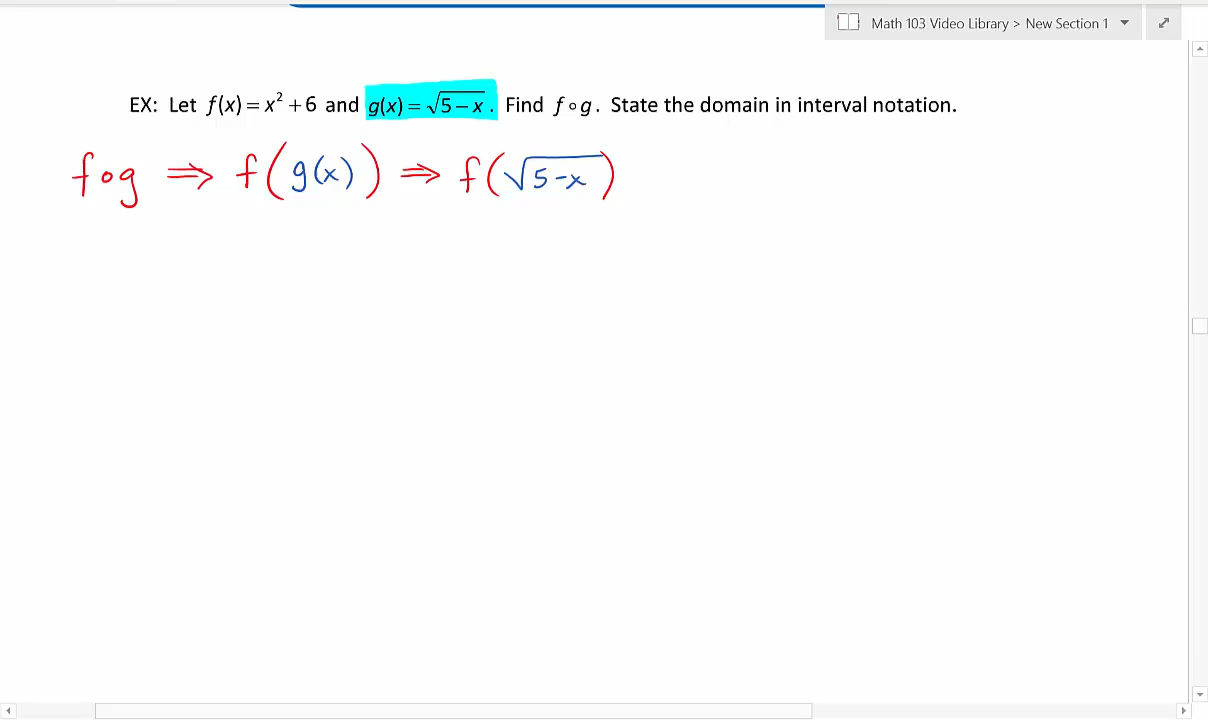 Math 103 Video Library > New Section 1
EX: Let f(x) = x² + 6 and g(x) = √(5 − x) . Find f ∘ g. State the domain in interval notation.
f∘g ⇒ f(g(x)) ⇒ f(√(5-x))